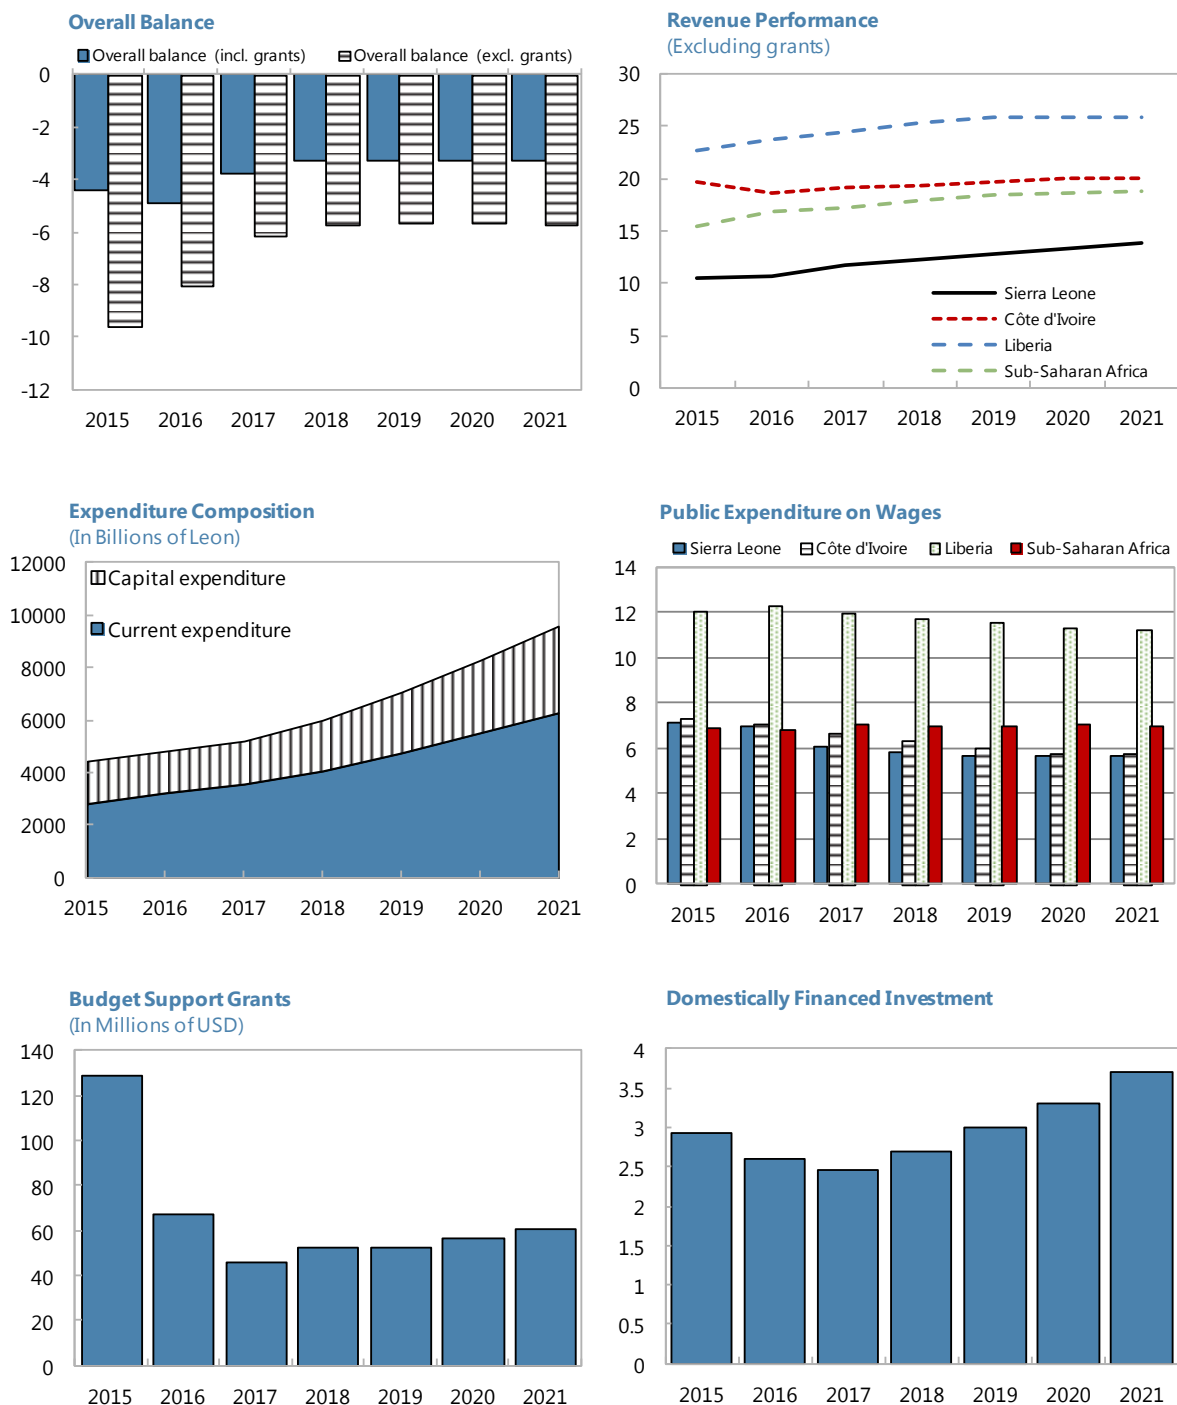 Overall Balance
Overall balance (incl. grants)
Overall balance (excl. grants)
0
-2
-4
-6
-8
-10
-12
2015 2016 2017 2018 2019 2020 2021
Revenue Performance
(Excluding grants)
30
25
20
15
10
5
0
Sierra Leone
Côte d'Ivoire
Liberia
Sub-Saharan Africa
2015 2016 2017 2018 2019 2020 2021
Expenditure Composition
(In Billions of Leon)
12000
10000
8000
6000
4000
2000
0
Capital expenditure
Current expenditure
2015 2016 2017 2018 2019 2020 2021
Public Expenditure on Wages
Sierra Leone Côte d'Ivoire Liberia Sub-Saharan Africa
14
12
10
8
6
4
2
0
2015 2016 2017 2018 2019 2020 2021
Budget Support Grants
(In Millions of USD)
140
120
100
80
60
40
20
0
2015 2016 2017 2018 2019 2020 2021
Domestically Financed Investment
4
3.5
3
2.5
2
1.5
1
0.5
0
2015 2016 2017 2018 2019 2020 2021